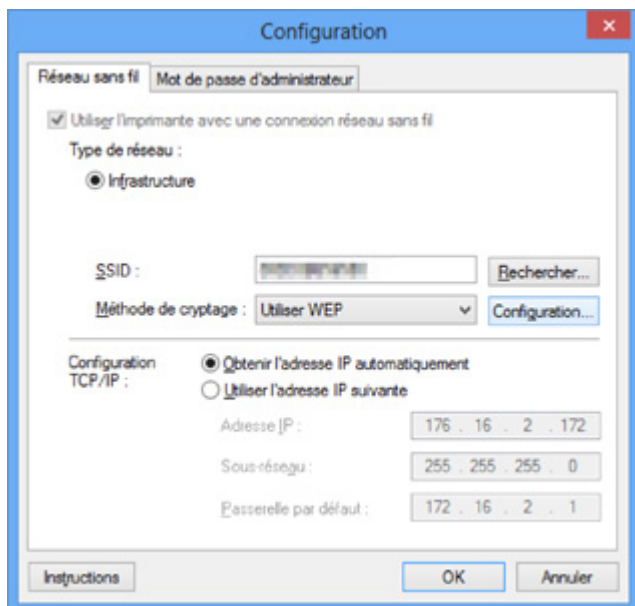 Configuration
Réseau sans fil Mot de passe d'administrateur
Utiliser l'imprimante avec une connexion réseau sans fil
Type de réseau :
Infrastructure
SSID : Rechercher...
Méthode de cryptage : Utiliser WEP Configuration...
Configuration TCP/IP :
Obtenir l'adresse IP automatiquement
Utiliser l'adresse IP suivante
Adresse IP : 176 . 16 . 2 . 172
Sous-réseau : 255 . 255 . 255 . 0
Passerelle par défaut : 172 . 16 . 2 . 1
Instructions OK Annuler